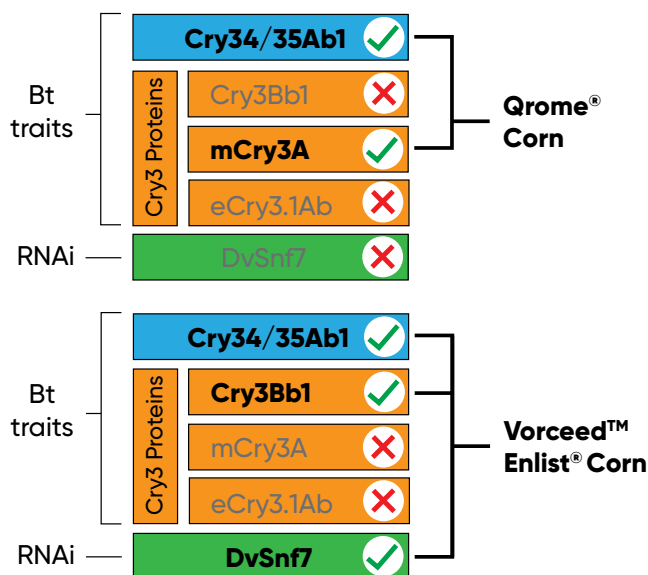 Cry34/35Ab1
Bt
traits
Cry3 Proteins
Cry3Bb1
mCry3A
eCry3.1Ab
RNAi
DvSnf7
Qrome®
Corn
Cry34/35Ab1
Bt
traits
Cry3 Proteins
Cry3Bb1
mCry3A
eCry3.1Ab
RNAi
DvSnf7
Vorceed™
Enlist® Corn